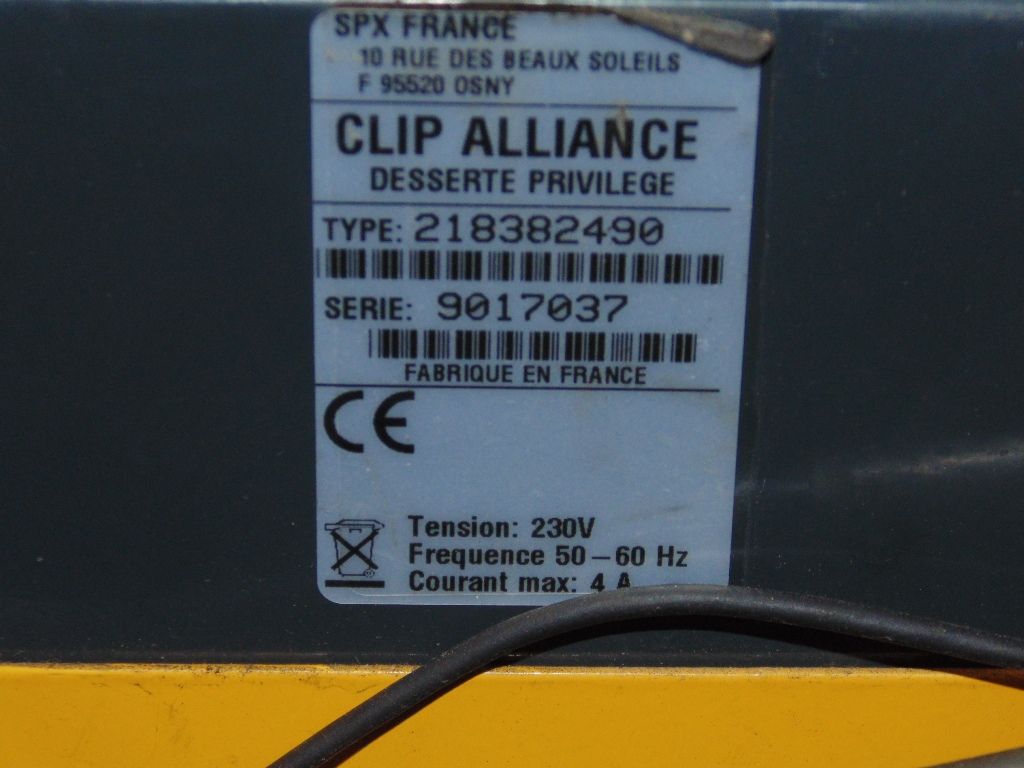 SPX FRANCE
10 RUE DES BEAUX SOLEILS
F 95520 OSNY
CLIP ALLIANCE
DESSERTE PRIVILEGE
TYPE: 218382490
SERIE: 9017037
FABRIQUE EN FRANCE
CE
Tension: 230V
Frequence 50–60 Hz
Courant max: 4 A